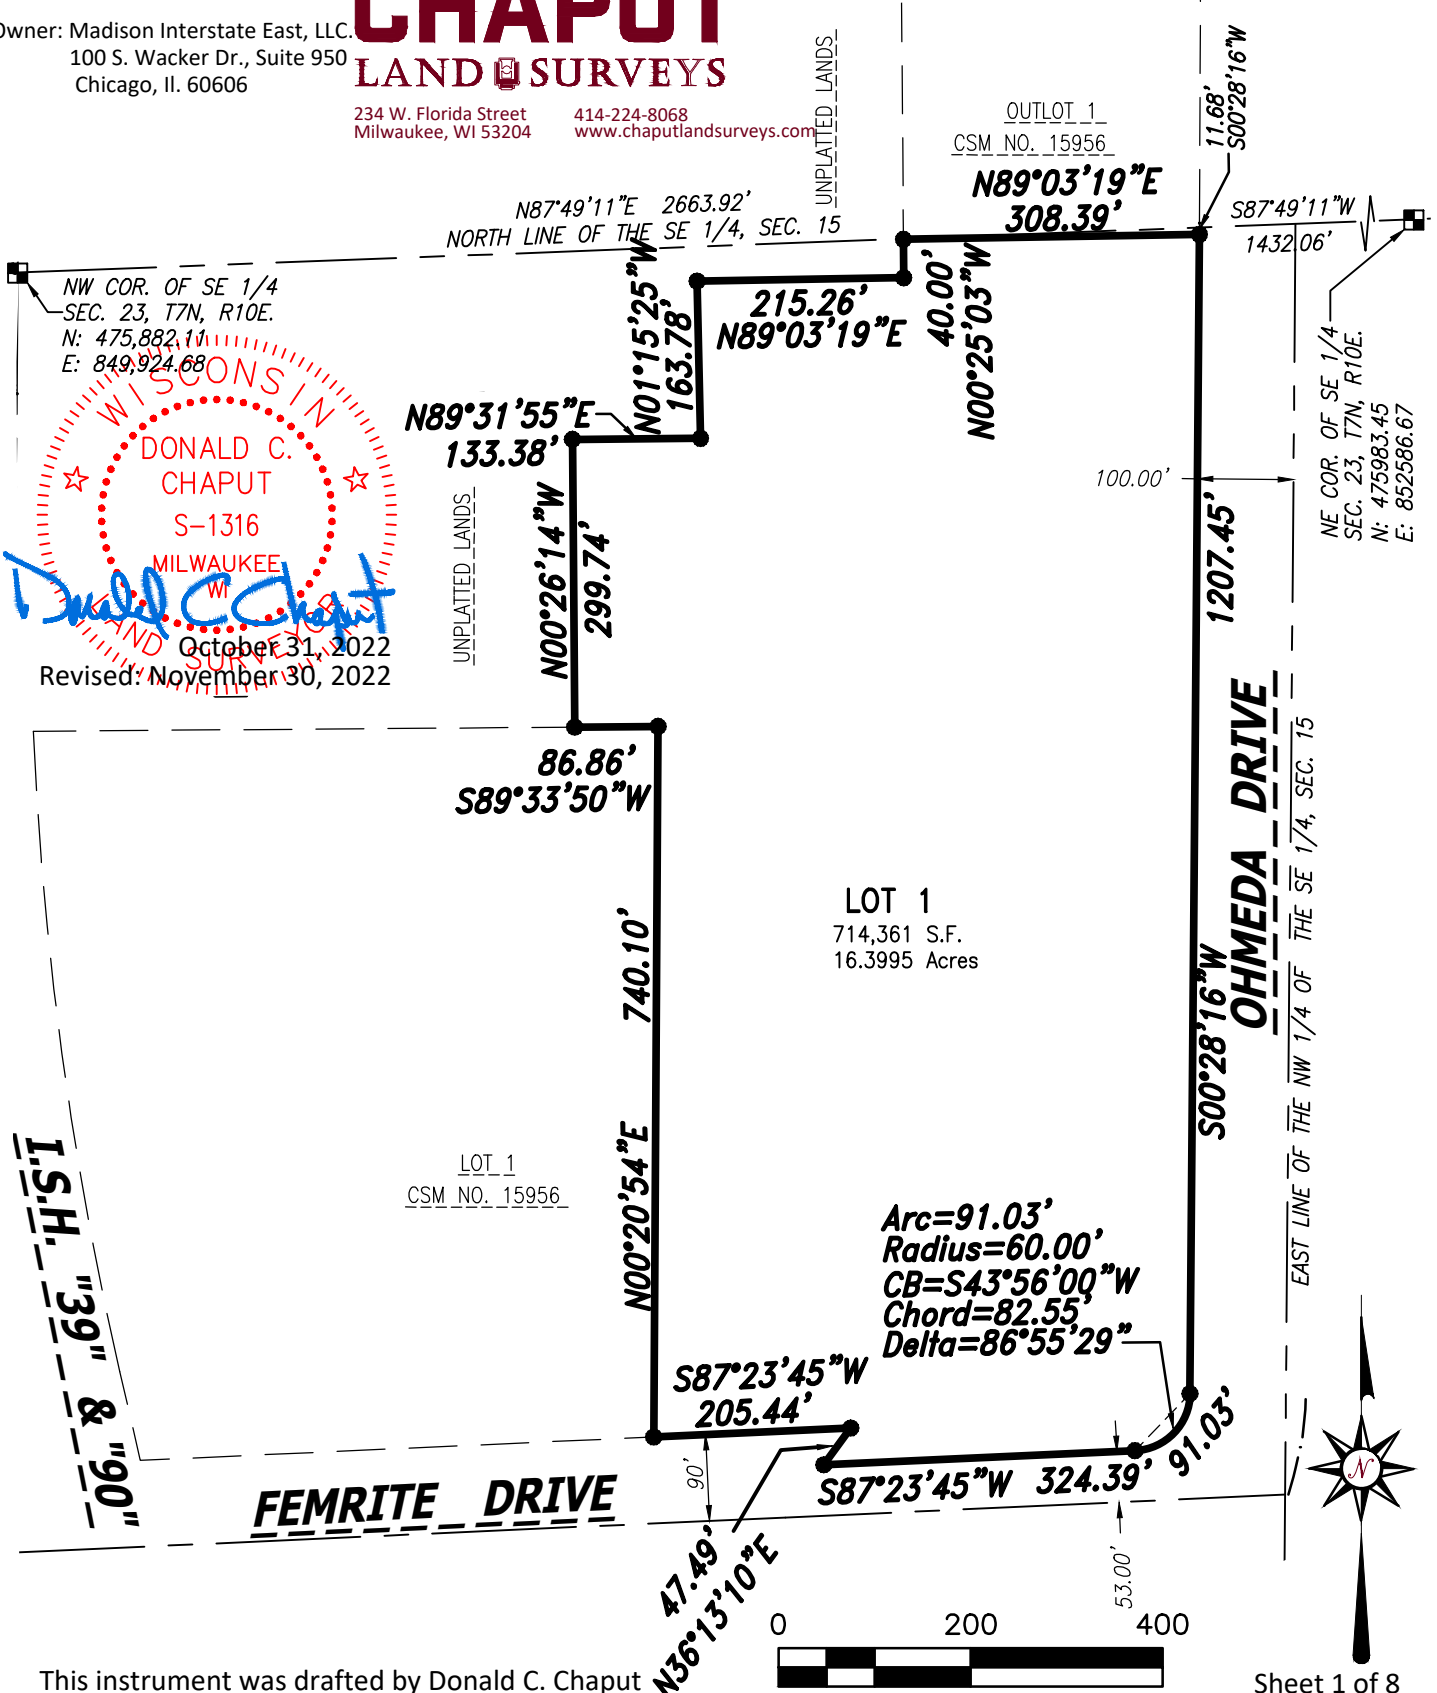 Owner: Madison Interstate East, LLC.
100 S. Wacker Dr., Suite 950
Chicago, Il. 60606
CHAPUT
LAND SURVEYS
234 W. Florida Street
Milwaukee, WI 53204
414-224-8068
www.chaputlandsurveys.com
UNPLATTED LANDS
OUTLOT 1
CSM NO. 15956
11.68'
S00°28'16"W
N89°03'19"E
308.39'
N87°49'11"E 2663.92'
NORTH LINE OF THE SE 1/4, SEC. 15
S87°49'11"W
1432.06'
NW COR. OF SE 1/4
SEC. 23, T7N, R10E.
N: 475,882.11
E: 849,924.68
N01°15'25"W
163.78'
215.26'
N89°03'19"E
40.00'
N00°25'03"W
NE COR. OF SE 1/4
SEC. 23, T7N, R10E.
N: 475983.45
E: 852586.67
WISCONSIN
DONALD C.
CHAPUT
S-1316
MILWAUKEE
WI
LAND SURVEYOR
Donald C Chaput
October 31, 2022
Revised: November 30, 2022
N89°31'55"E
133.38'
UNPLATTED LANDS
N00°26'14"W
299.74'
100.00'
1207.45'
86.86'
S89°33'50"W
OHMEDA DRIVE
EAST LINE OF THE NW 1/4 OF THE SE 1/4, SEC. 15
LOT 1
714,361 S.F.
16.3995 Acres
740.10'
N00°20'54"E
S00°28'16"W
LOT 1
CSM NO. 15956
I.S.H. "39" & "90"
Arc=91.03'
Radius=60.00'
CB=S43°56'00"W
Chord=82.55'
Delta=86°55'29"
S87°23'45"W
205.44'
91.03'
S87°23'45"W 324.39'
90'
FEMRITE DRIVE
47.49'
N36°13'10"E
53.00'
N
0 200 400
This instrument was drafted by Donald C. Chaput
Sheet 1 of 8